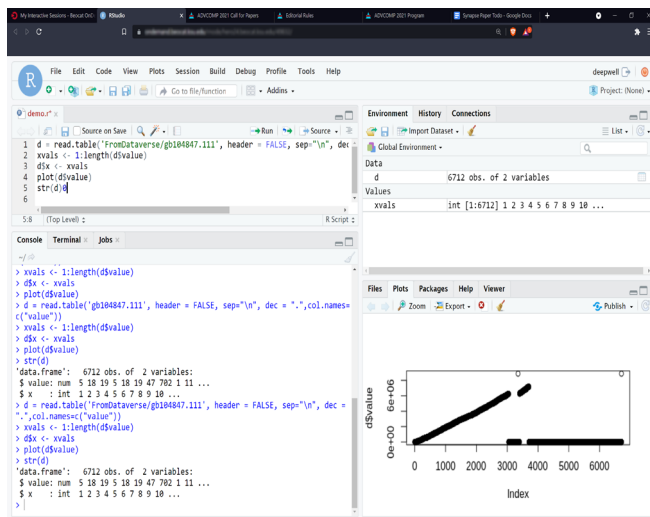 My Interactive Sessions - Beocat OnD
RStudio
ADVCOMP 2021 Call for Papers
Editorial Rules
ADVCOMP 2021 Program
Synapse Paper Todo - Google Docs
File Edit Code View Plots Session Build Debug Profile Tools Help
deepwell
Go to file/function
Addins
Project: (None)
demo.r*
Source on Save
Run
Source
1 d = read.table('FromDataverse/gb104847.111', header = FALSE, sep="\n", dec
2 xvals <- 1:length(d$value)
3 d$x <- xvals
4 plot(d$value)
5 str(d)0
6
5:8 (Top Level) R Script
Console Terminal Jobs
~/
> xvals <- 1:length(d$value)
> d$x <- xvals
> plot(d$value)
> d = read.table('gb104847.111', header = FALSE, sep="\n", dec = ".",col.names=
c("value"))
> xvals <- 1:length(d$value)
> d$x <- xvals
> plot(d$value)
> str(d)
'data.frame': 6712 obs. of 2 variables:
$ value: num 5 18 19 5 18 19 47 702 1 11 ...
$ x : int 1 2 3 4 5 6 7 8 9 10 ...
> d = read.table('FromDataverse/gb104847.111', header = FALSE, sep="\n", dec =
".",col.names=c("value"))
> xvals <- 1:length(d$value)
> d$x <- xvals
> plot(d$value)
> str(d)
'data.frame': 6712 obs. of 2 variables:
$ value: num 5 18 19 5 18 19 47 702 1 11 ...
$ x : int 1 2 3 4 5 6 7 8 9 10 ...
>
Environment History Connections
Import Dataset
List
Global Environment
Data
d 6712 obs. of 2 variables
Values
xvals int [1:6712] 1 2 3 4 5 6 7 8 9 10 ...
Files Plots Packages Help Viewer
Zoom Export Publish
d$value
6e+06
0e+00
0 1000 2000 3000 4000 5000 6000
Index